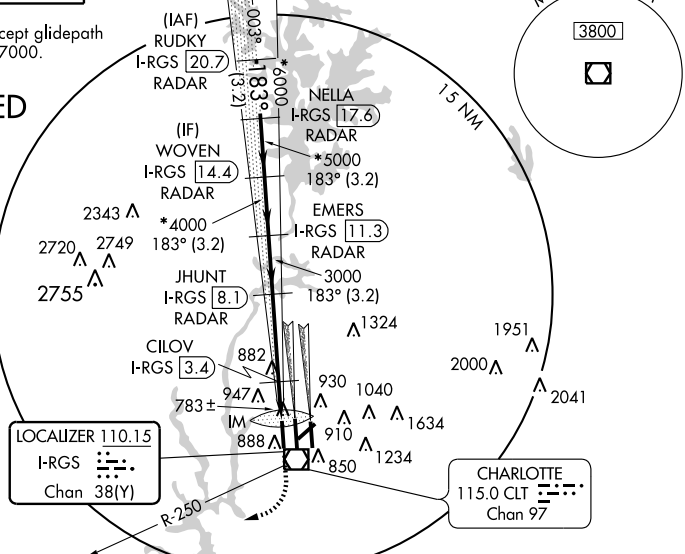 cept glidepath
7000.
ED
(IAF)
RUDKY
I-RGS 20.7
RADAR
003°
183°
(3.2)
*6000
NELLA
I-RGS 17.6
RADAR
*5000
183° (3.2)
15 NM
3800
(IF)
WOVEN
I-RGS 14.4
RADAR
*4000
183° (3.2)
EMERS
I-RGS 11.3
RADAR
3000
183° (3.2)
2343
2720
2749
2755
JHUNT
I-RGS 8.1
RADAR
1324
1951
2000
2041
CILOV
I-RGS 3.4
882
947
783±
IM
888
930
1040
1634
910
1234
850
LOCALIZER 110.15
I-RGS
Chan 38(Y)
R-250
CHARLOTTE
115.0 CLT
Chan 97